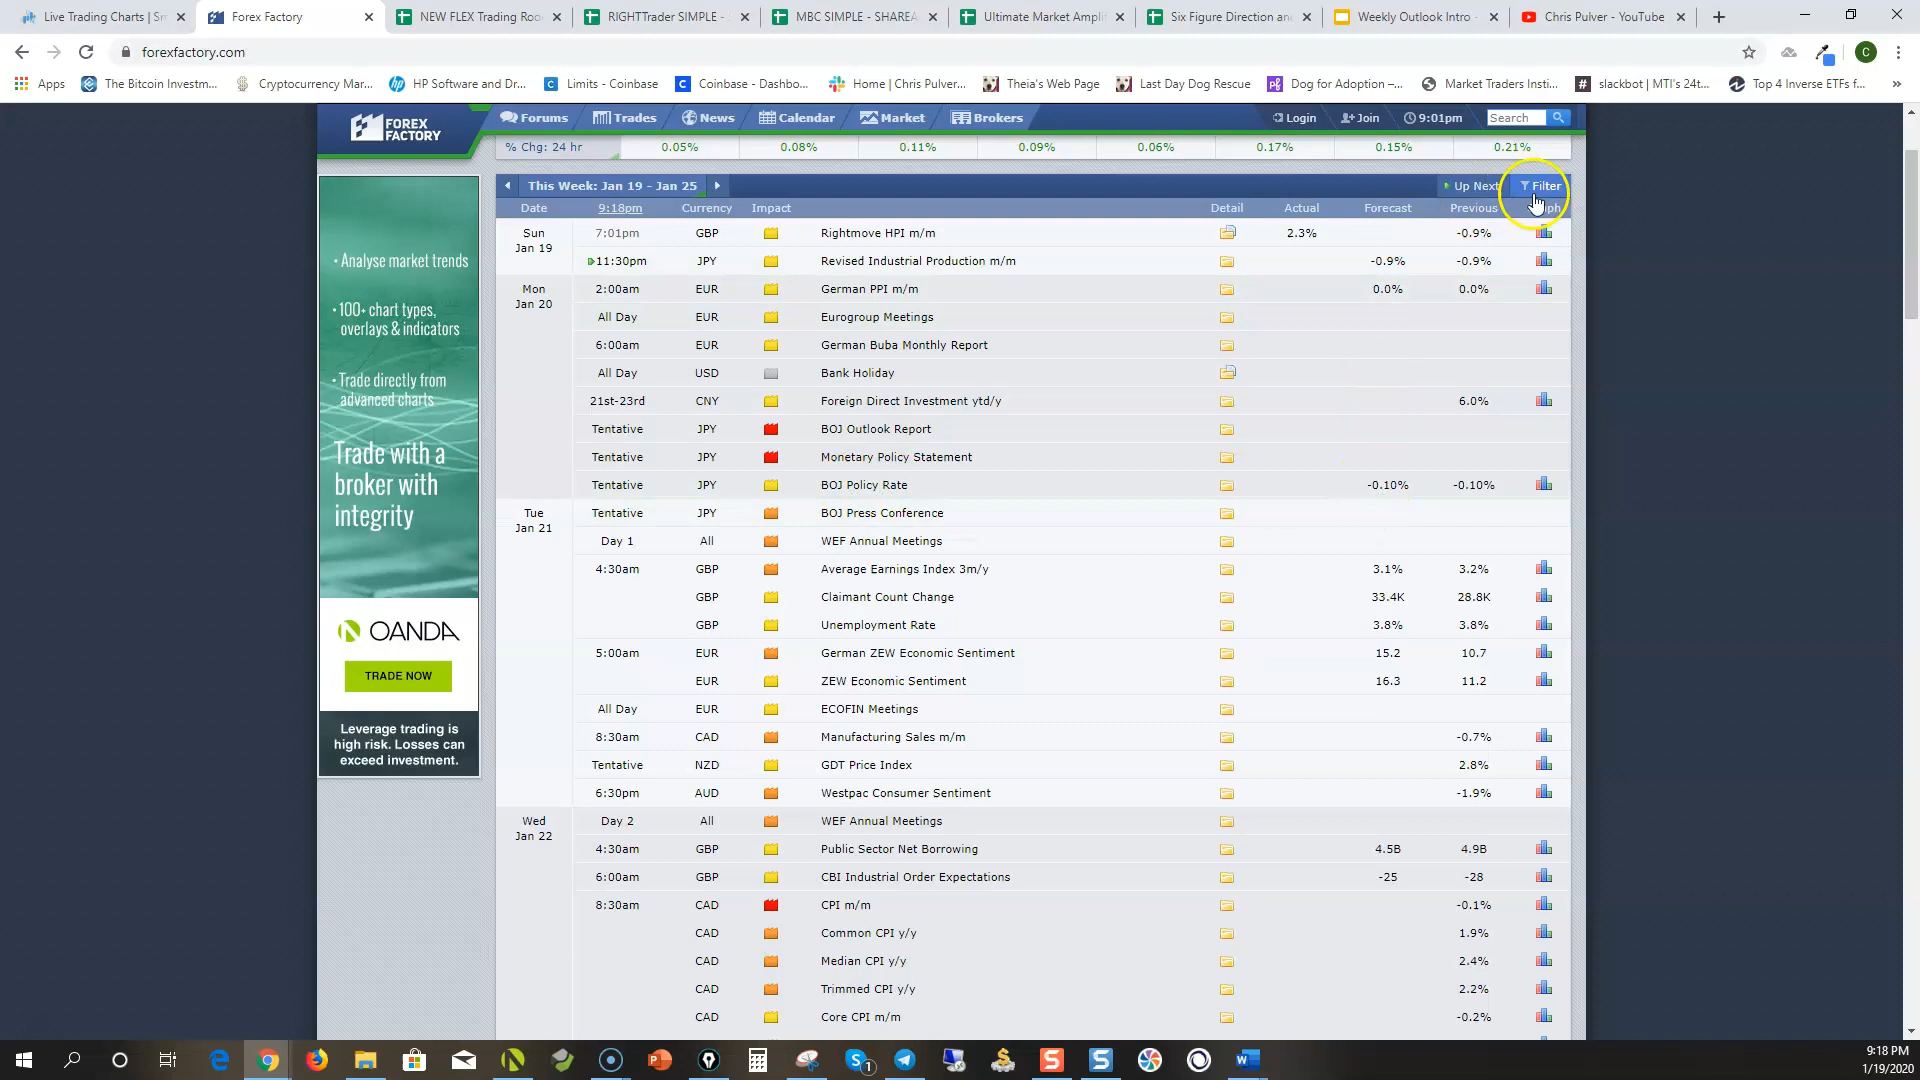 Live Trading Charts | Sm
Forex Factory
NEW FLEX Trading Roo
RIGHTTrader SIMPLE -
MBC SIMPLE - SHAREA
Ultimate Market Ampli
Six Figure Direction an
Weekly Outlook Intro -
Chris Pulver - YouTube
forexfactory.com
C
Apps
The Bitcoin Investm...
Cryptocurrency Mar...
HP Software and Dr...
Limits - Coinbase
Coinbase - Dashbo...
Home | Chris Pulver...
Theia's Web Page
Last Day Dog Rescue
Dog for Adoption –...
Market Traders Insti...
slackbot | MTI's 24t...
Top 4 Inverse ETFs f...
FOREX FACTORY
Forums Trades News Calendar Market Brokers
Login Join 9:01pm Search
% Chg: 24 hr 0.05% 0.08% 0.11% 0.09% 0.06% 0.17% 0.15% 0.21%
This Week: Jan 19 - Jan 25 Up Next Filter
Date 9:18pm Currency Impact Detail Actual Forecast Previous
Sun Jan 19 7:01pm GBP Rightmove HPI m/m 2.3% -0.9%
11:30pm JPY Revised Industrial Production m/m -0.9% -0.9%
Mon Jan 20 2:00am EUR German PPI m/m 0.0% 0.0%
All Day EUR Eurogroup Meetings
6:00am EUR German Buba Monthly Report
All Day USD Bank Holiday
21st-23rd CNY Foreign Direct Investment ytd/y 6.0%
Tentative JPY BOJ Outlook Report
Tentative JPY Monetary Policy Statement
Tentative JPY BOJ Policy Rate -0.10% -0.10%
Tue Jan 21 Tentative JPY BOJ Press Conference
Day 1 All WEF Annual Meetings
4:30am GBP Average Earnings Index 3m/y 3.1% 3.2%
GBP Claimant Count Change 33.4K 28.8K
GBP Unemployment Rate 3.8% 3.8%
5:00am EUR German ZEW Economic Sentiment 15.2 10.7
EUR ZEW Economic Sentiment 16.3 11.2
All Day EUR ECOFIN Meetings
8:30am CAD Manufacturing Sales m/m -0.7%
Tentative NZD GDT Price Index 2.8%
6:30pm AUD Westpac Consumer Sentiment -1.9%
Wed Jan 22 Day 2 All WEF Annual Meetings
4:30am GBP Public Sector Net Borrowing 4.5B 4.9B
6:00am GBP CBI Industrial Order Expectations -25 -28
8:30am CAD CPI m/m -0.1%
CAD Common CPI y/y 1.9%
CAD Median CPI y/y 2.4%
CAD Trimmed CPI y/y 2.2%
CAD Core CPI m/m -0.2%
• Analyse market trends
• 100+ chart types,
overlays & indicators
• Trade directly from
advanced charts
Trade with a
broker with
integrity
OANDA
TRADE NOW
Leverage trading is
high risk. Losses can
exceed investment.
9:18 PM
1/19/2020